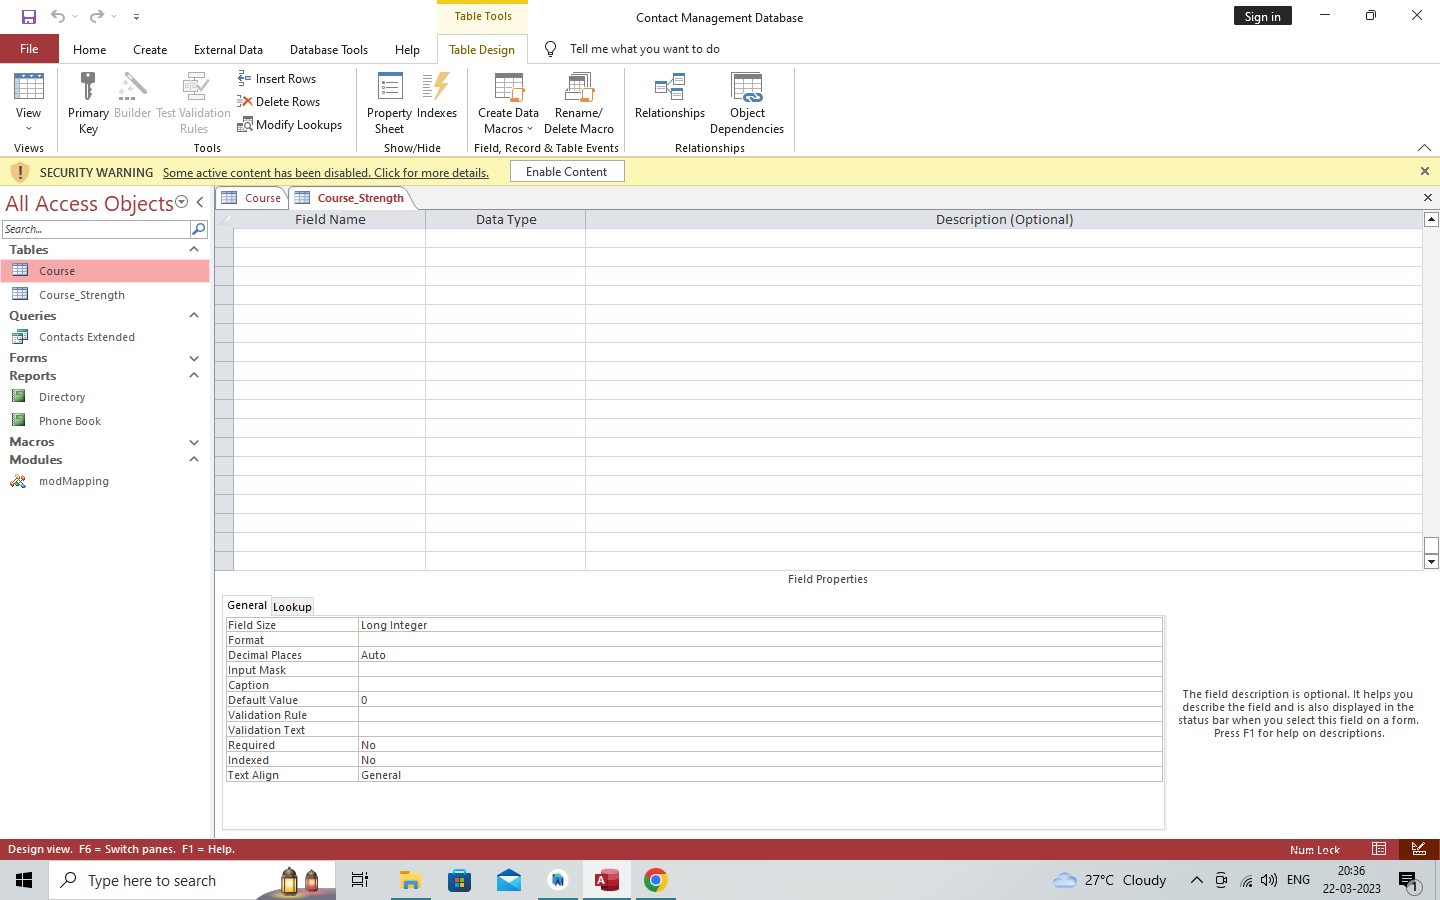 Table Tools
Contact Management Database
Sign in
File
Home
Create
External Data
Database Tools
Help
Table Design
Tell me what you want to do
View
Primary Key
Builder
Test Validation Rules
Insert Rows
Delete Rows
Modify Lookups
Property Sheet
Indexes
Create Data Macros
Rename/ Delete Macro
Relationships
Object Dependencies
Views
Tools
Show/Hide
Field, Record & Table Events
Relationships
SECURITY WARNING Some active content has been disabled. Click for more details.
Enable Content
All Access Objects
Search...
Tables
Course
Course_Strength
Queries
Contacts Extended
Forms
Reports
Directory
Phone Book
Macros
Modules
modMapping
Course
Course_Strength
Field Name
Data Type
Description (Optional)
Field Properties
General
Lookup
Field Size Long Integer
Format
Decimal Places Auto
Input Mask
Caption
Default Value 0
Validation Rule
Validation Text
Required No
Indexed No
Text Align General
The field description is optional. It helps you
describe the field and is also displayed in the
status bar when you select this field on a form.
Press F1 for help on descriptions.
Design view. F6 = Switch panes. F1 = Help.
Num Lock
Type here to search
27°C Cloudy
ENG
20:36
22-03-2023
1